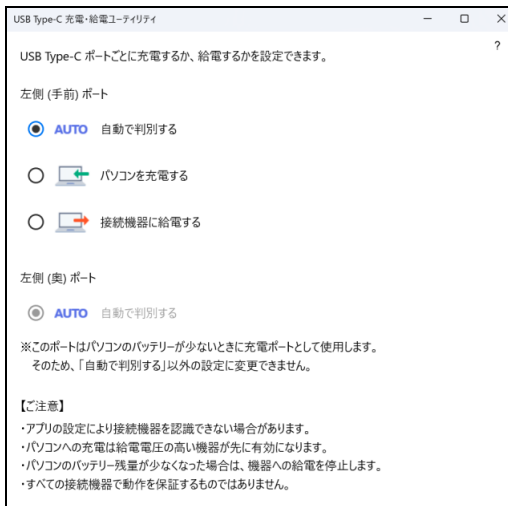 USB Type-C 充電・給電ユーティリティ
?
USB Type-C ポートごとに充電するか、給電するかを設定できます。
左側 (手前) ポート
AUTO 自動で判別する
パソコンを充電する
接続機器に給電する
左側 (奥) ポート
AUTO 自動で判別する
※このポートはパソコンのバッテリーが少ないときに充電ポートとして使用します。
そのため、「自動で判別する」以外の設定に変更できません。
【ご注意】
・アプリの設定により接続機器を認識できない場合があります。
・パソコンへの充電は給電電圧の高い機器が先に有効になります。
・パソコンのバッテリー残量が少なくなった場合は、機器への給電を停止します。
・すべての接続機器で動作を保証するものではありません。